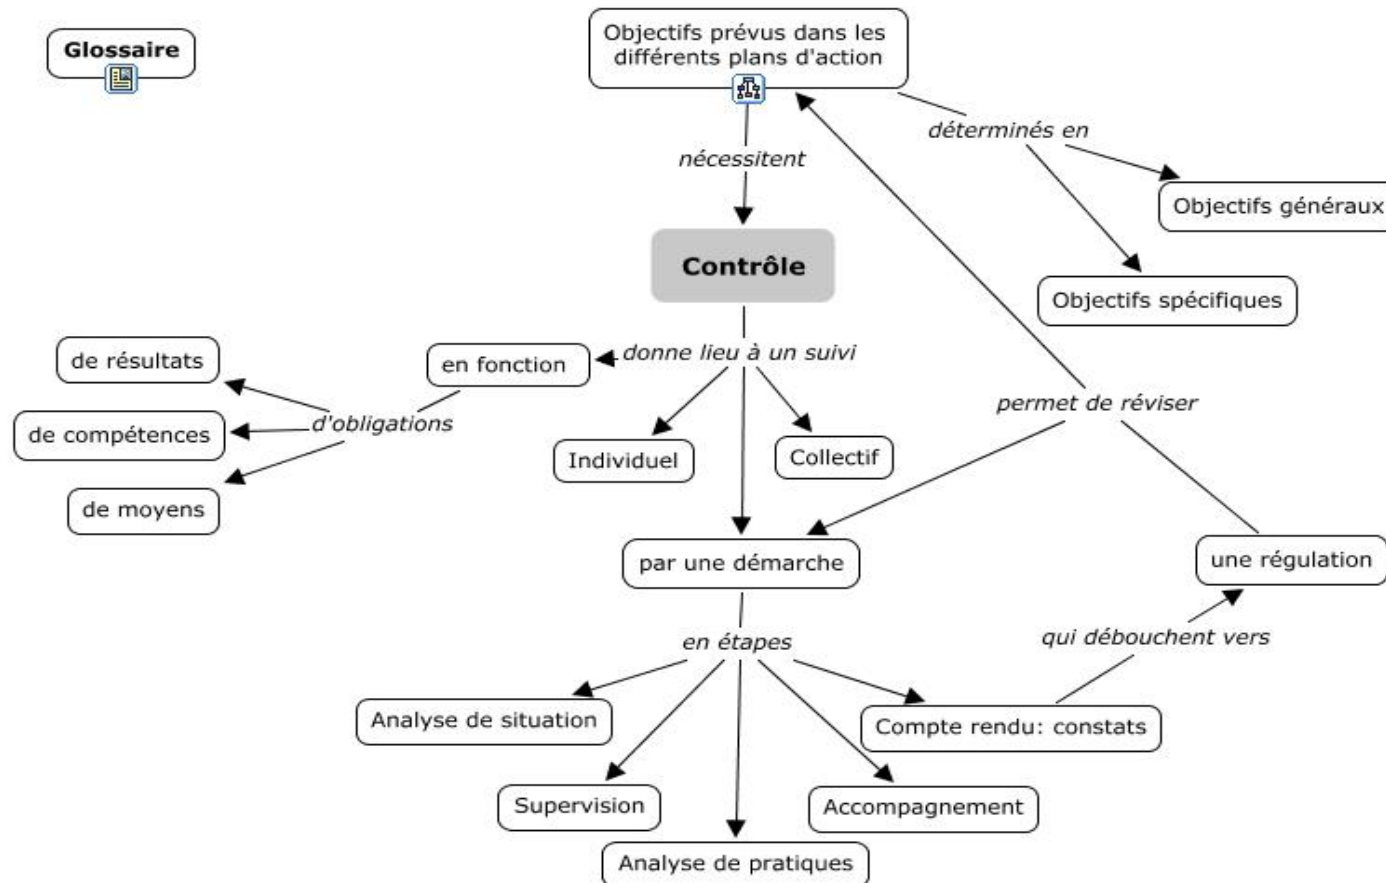 Glossaire
Objectifs prévus dans les
différents plans d'action
déterminés en
nécessitent
Objectifs généraux
Contrôle
Objectifs spécifiques
de résultats
en fonction
donne lieu à un suivi
permet de réviser
d'obligations
de compétences
Individuel
Collectif
de moyens
par une démarche
une régulation
en étapes
qui débouchent vers
Analyse de situation
Compte rendu: constats
Supervision
Accompagnement
Analyse de pratiques